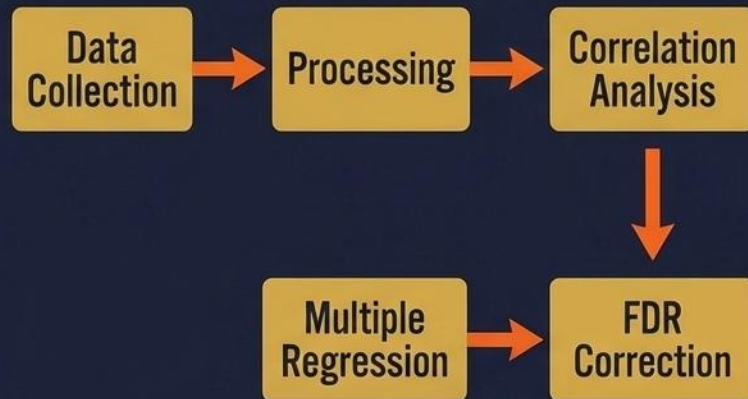 Data
Collection
Processing
Correlation
Analysis
Multiple
Regression
FDR
Correction